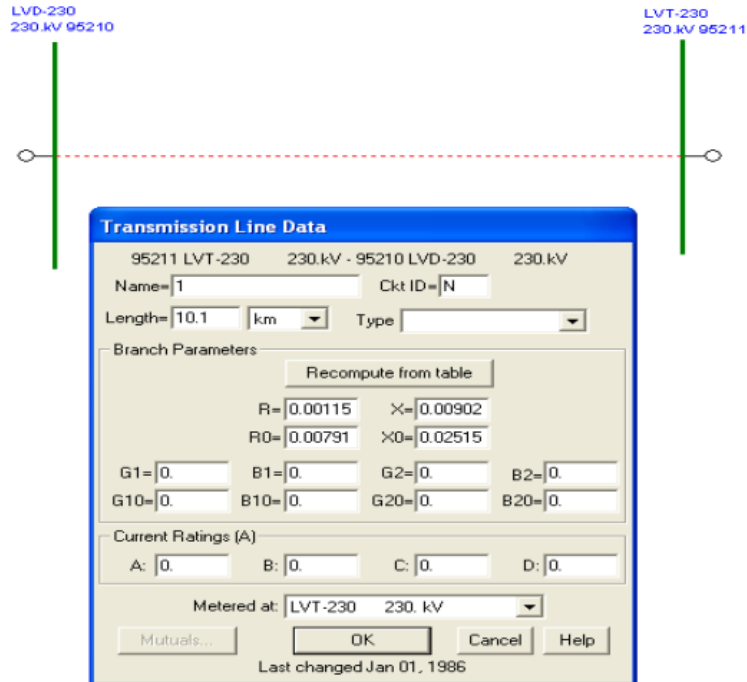 LVD-230
230.kV 95210
LVT-230
230.kV 95211
Transmission Line Data
95211 LVT-230 230.kV - 95210 LVD-230 230.kV
Name= 1 Ckt ID= N
Length= 10.1 km Type
Branch Parameters
Recompute from table
R= 0.00115 X= 0.00902
R0= 0.00791 X0= 0.02515
G1= 0. B1= 0. G2= 0. B2= 0.
G10= 0. B10= 0. G20= 0. B20= 0.
Current Ratings (A)
A: 0. B: 0. C: 0. D: 0.
Metered at: LVT-230 230. kV
Mutuals... OK Cancel Help
Last changed Jan 01, 1986